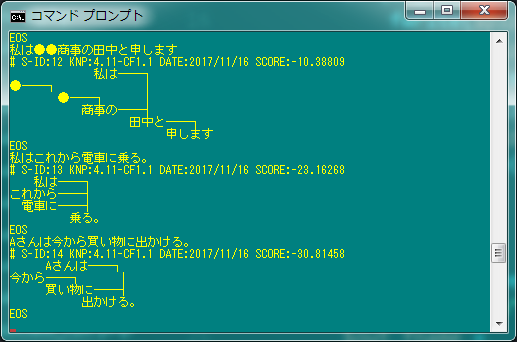 コマンド プロンプト
EOS
私は●●商事の田中と申します
# S-ID:12 KNP:4.11-CF1.1 DATE:2017/11/16 SCORE:-10.38809
私は
●
●
商事の
田中と
申します
EOS
私はこれから電車に乗る。
# S-ID:13 KNP:4.11-CF1.1 DATE:2017/11/16 SCORE:-23.16268
私は
これから
電車に
乗る。
EOS
Aさんは今から買い物に出かける。
# S-ID:14 KNP:4.11-CF1.1 DATE:2017/11/16 SCORE:-30.81458
Aさんは
今から
買い物に
出かける。
EOS